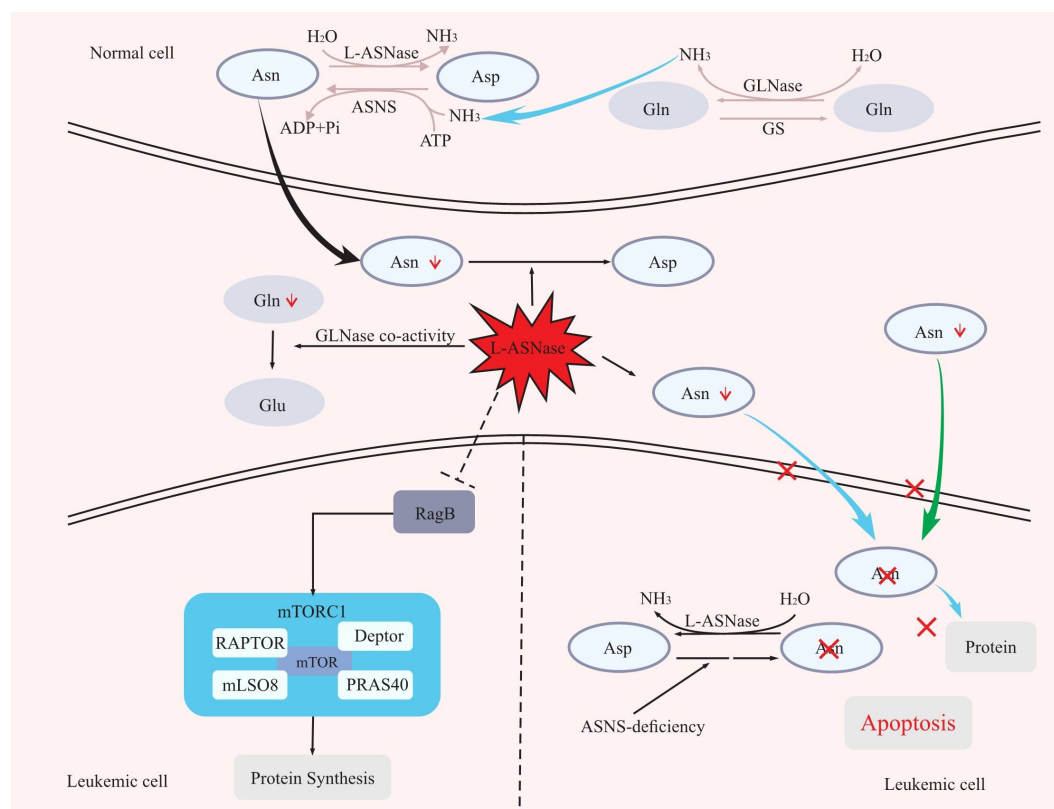 Normal cell
H₂O
L-ASNase
NH₃
Asn
Asp
ASNS
ADP+Pi
NH₃
ATP
NH₃
GLNase
H₂O
Gln
Gln
GS
Asn
Asp
Gln
GLNase co-activity
L-ASNase
Glu
Asn
Asn
RagB
mTORC1
RAPTOR
Deptor
mTOR
mLSO8
PRAS40
Protein Synthesis
Leukemic cell
Asn
NH₃
H₂O
L-ASNase
Asp
Asn
Protein
ASNS-deficiency
Apoptosis
Leukemic cell